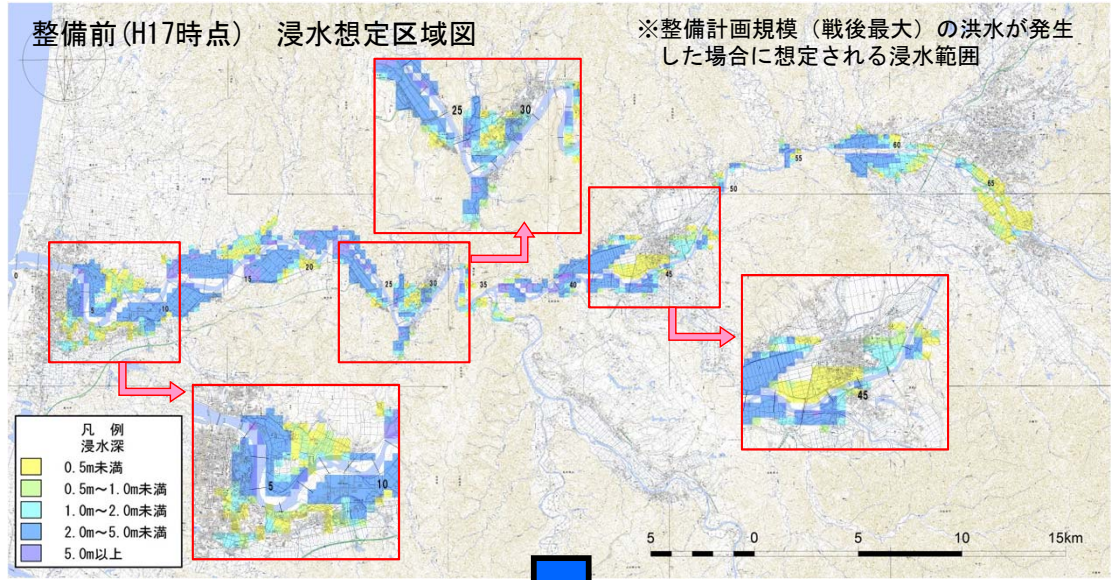 整備前(H17時点)　浸水想定区域図
※整備計画規模（戦後最大）の洪水が発生
した場合に想定される浸水範囲
25
30
60
55
65
50
0
5
10
15
20
25
30
35
40
45
45
5
10
凡　例
浸水深
0.5m未満
0.5m～1.0m未満
1.0m～2.0m未満
2.0m～5.0m未満
5.0m以上
5
0
5
10
15km